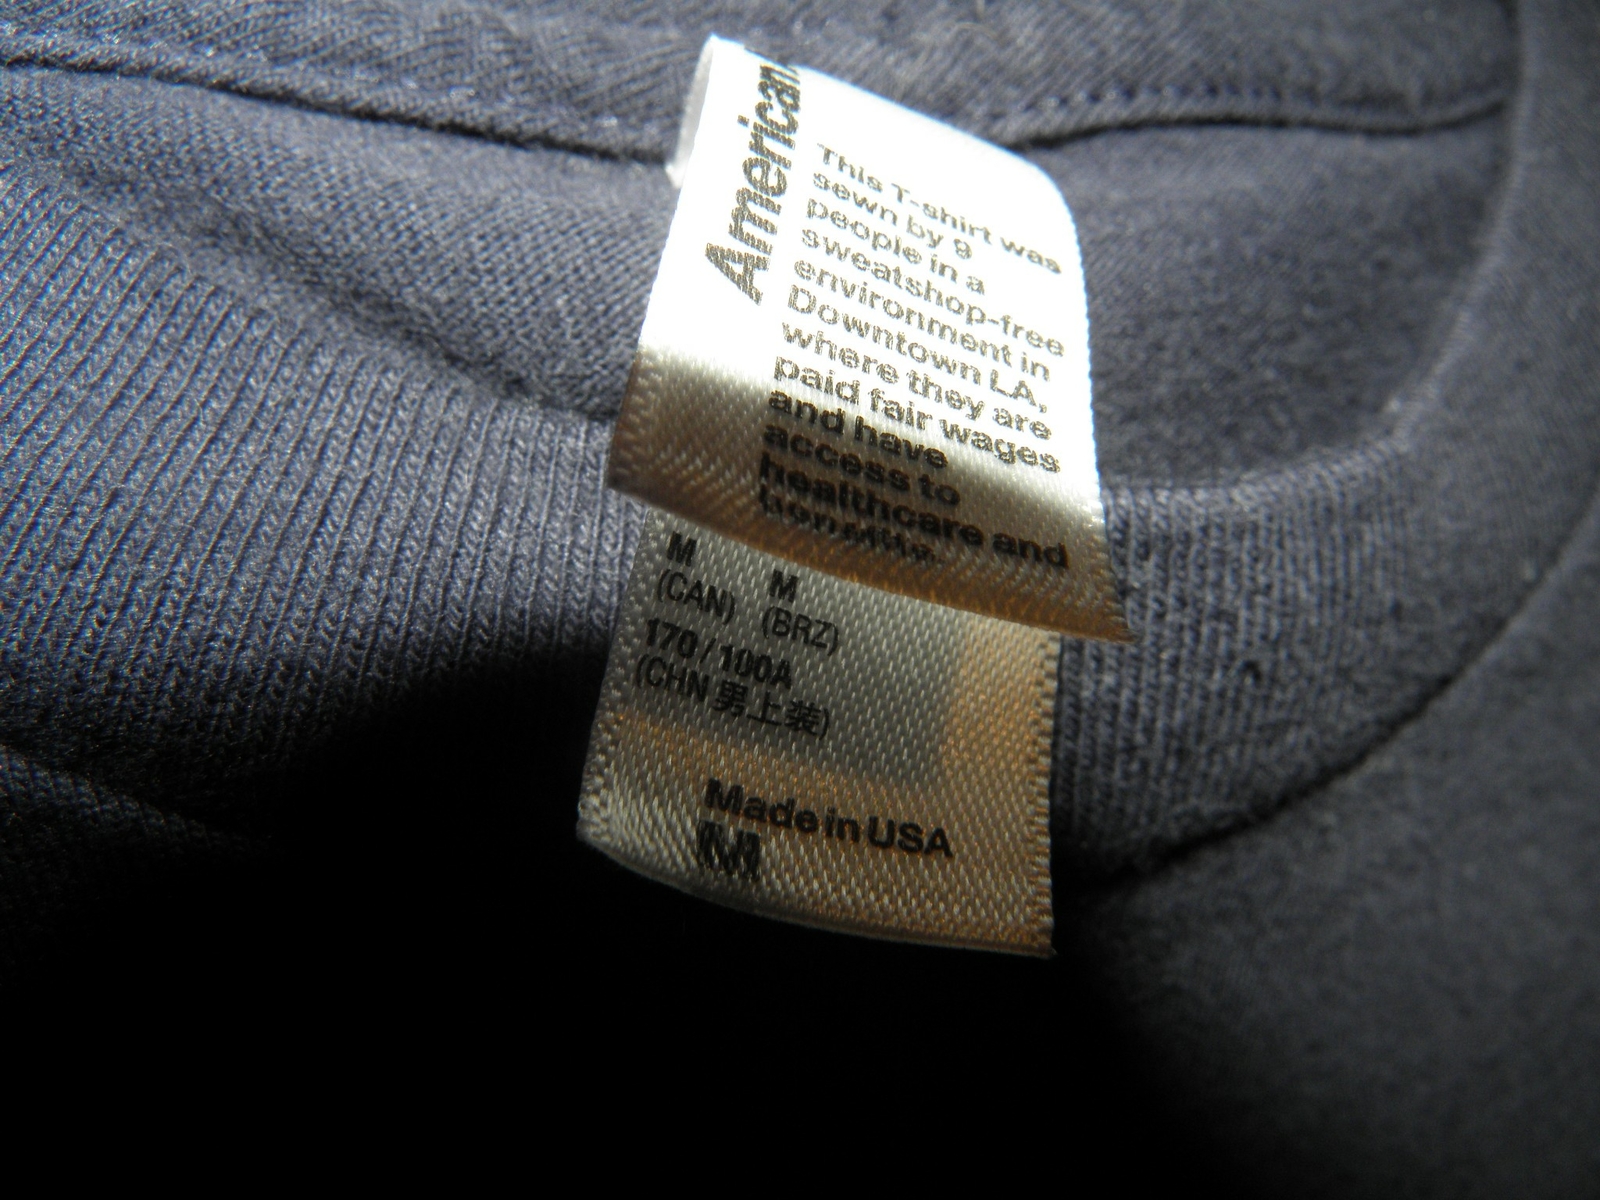 American
This T-shirt was
sewn by 9
people in a
sweatshop-free
environment in
Downtown LA,
where they are
paid fair wages
and have
access to
healthcare and
M
(CAN)
M
(BRZ)
170/100A
(CHN 男上装)
Made in USA
M